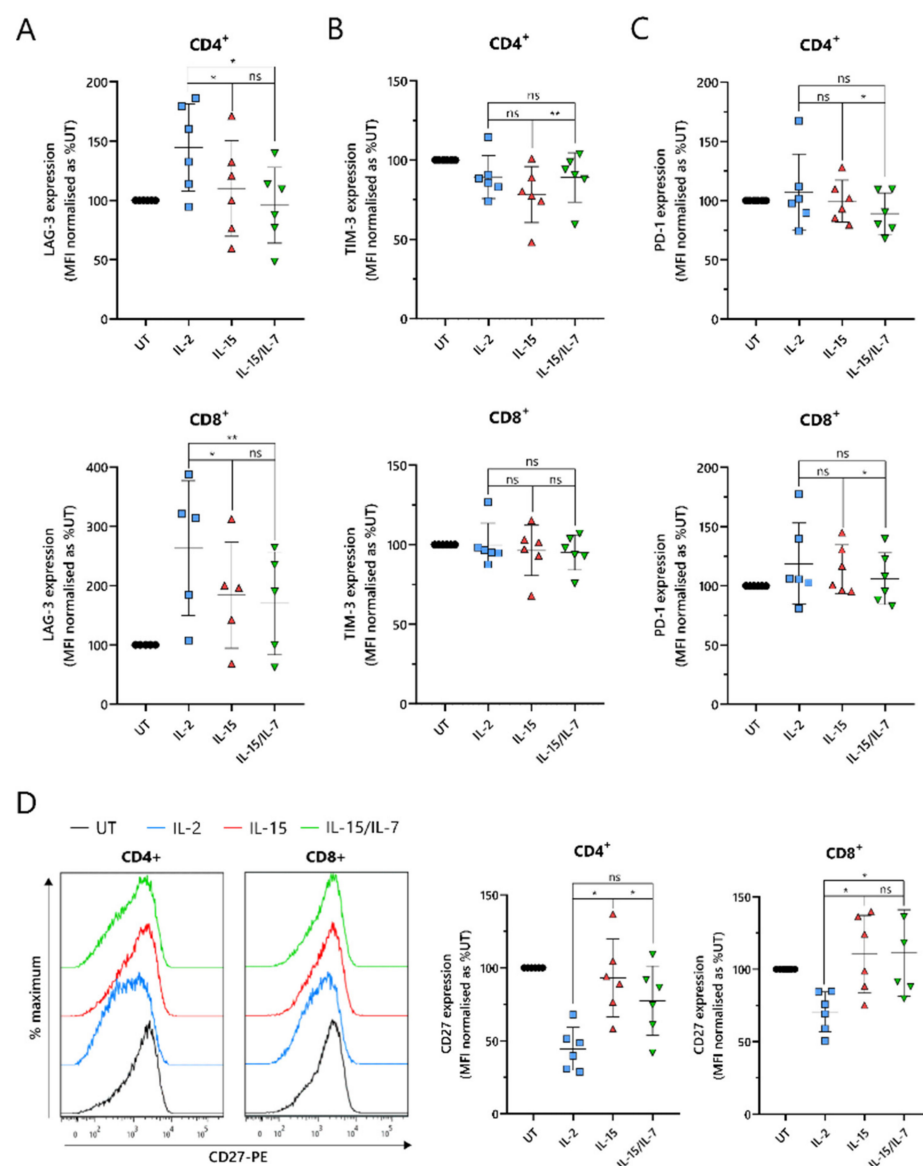 A
CD4+
LAG-3 expression
(MFI normalised as %UT)
200
150
100
50
0
*
*
ns
UT
IL-2
IL-15
IL-15/IL-7
B
CD4+
TIM-3 expression
(MFI normalised as %UT)
150
100
50
0
ns
ns
**
UT
IL-2
IL-15
IL-15/IL-7
C
CD4+
PD-1 expression
(MFI normalised as %UT)
200
150
100
50
0
ns
ns
*
UT
IL-2
IL-15
IL-15/IL-7
CD8+
LAG-3 expression
(MFI normalised as %UT)
400
300
200
100
0
**
*
ns
UT
IL-2
IL-15
IL-15/IL-7
CD8+
TIM-3 expression
(MFI normalised as %UT)
150
100
50
0
ns
ns
ns
UT
IL-2
IL-15
IL-15/IL-7
CD8+
PD-1 expression
(MFI normalised as %UT)
200
150
100
50
0
ns
ns
*
UT
IL-2
IL-15
IL-15/IL-7
D
UT IL-2 IL-15 IL-15/IL-7
CD4+ CD8+
% maximum
0 10² 10³ 10⁴ 10⁵
0 10² 10³ 10⁴ 10⁵
CD27-PE
CD4+
CD27 expression
(MFI normalised as %UT)
150
100
50
0
ns
*
*
UT
IL-2
IL-15
IL-15/IL-7
CD8+
CD27 expression
(MFI normalised as %UT)
150
100
50
0
*
*
ns
UT
IL-2
IL-15
IL-15/IL-7